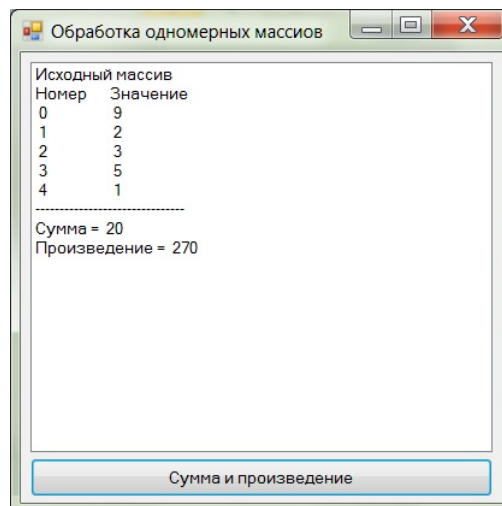 Обработка одномерных массиов
Исходный массив
Номер Значение
0 9
1 2
2 3
3 5
4 1
-------------------------------
Сумма = 20
Произведение = 270
Сумма и произведение